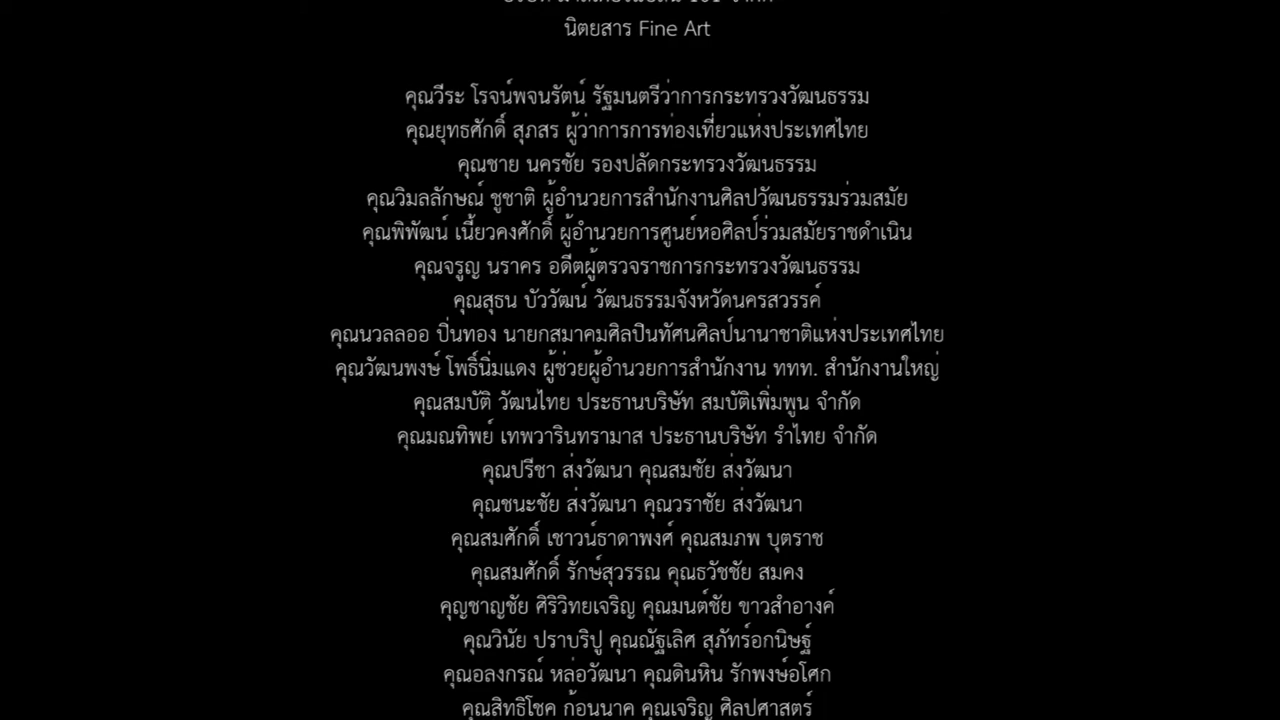 นิตยสาร Fine Art
คุณวีระ โรจน์พจนรัตน์ รัฐมนตรีว่าการกระทรวงวัฒนธรรม
คุณยุทธศักดิ์ สุภสร ผู้ว่าการการท่องเที่ยวแห่งประเทศไทย
คุณชาย นครชัย รองปลัดกระทรวงวัฒนธรรม
คุณวิมลลักษณ์ ชูชาติ ผู้อำนวยการสำนักงานศิลปวัฒนธรรมร่วมสมัย
คุณพิพัฒน์ เนี้ยวคงศักดิ์ ผู้อำนวยการศูนย์หอศิลป์ร่วมสมัยราชดำเนิน
คุณจรูญ นราคร อดีตผู้ตรวจราชการกระทรวงวัฒนธรรม
คุณสุธน บัววัฒน์ วัฒนธรรมจังหวัดนครสวรรค์
คุณนวลลออ ปิ่นทอง นายกสมาคมศิลปินทัศนศิลป์นานาชาติแห่งประเทศไทย
คุณวัฒนพงษ์ โพธิ์นิ่มแดง ผู้ช่วยผู้อำนวยการสำนักงาน ททท. สำนักงานใหญ่
คุณสมบัติ วัฒนไทย ประธานบริษัท สมบัติเพิ่มพูน จำกัด
คุณมณทิพย์ เทพวารินทรามาส ประธานบริษัท รำไทย จำกัด
คุณปรีชา ส่งวัฒนา คุณสมชัย ส่งวัฒนา
คุณชนะชัย ส่งวัฒนา คุณวราชัย ส่งวัฒนา
คุณสมศักดิ์ เชาวน์ธาดาพงศ์ คุณสมภพ บุตราช
คุณสมศักดิ์ รักษ์สุวรรณ คุณธวัชชัย สมคง
คุญชาญชัย ศิริวิทยเจริญ คุณมนต์ชัย ขาวสำอางค์
คุณวินัย ปราบริปู คุณณัฐเลิศ สุภัทร์อกนิษฐ์
คุณอลงกรณ์ หล่อวัฒนา คุณดินหิน รักพงษ์อโศก
คุณสิทธิโชค ก้อนนาค คุณเจริญ ศิลปศาสตร์